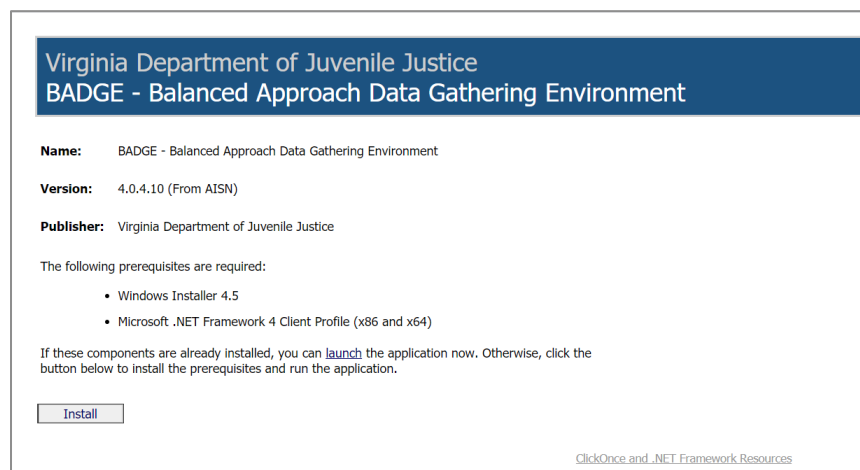 Virginia Department of Juvenile Justice
BADGE - Balanced Approach Data Gathering Environment
Name: BADGE - Balanced Approach Data Gathering Environment
Version: 4.0.4.10 (From AISN)
Publisher: Virginia Department of Juvenile Justice
The following prerequisites are required:
• Windows Installer 4.5
• Microsoft .NET Framework 4 Client Profile (x86 and x64)
If these components are already installed, you can launch the application now. Otherwise, click the
button below to install the prerequisites and run the application.
Install
ClickOnce and .NET Framework Resources